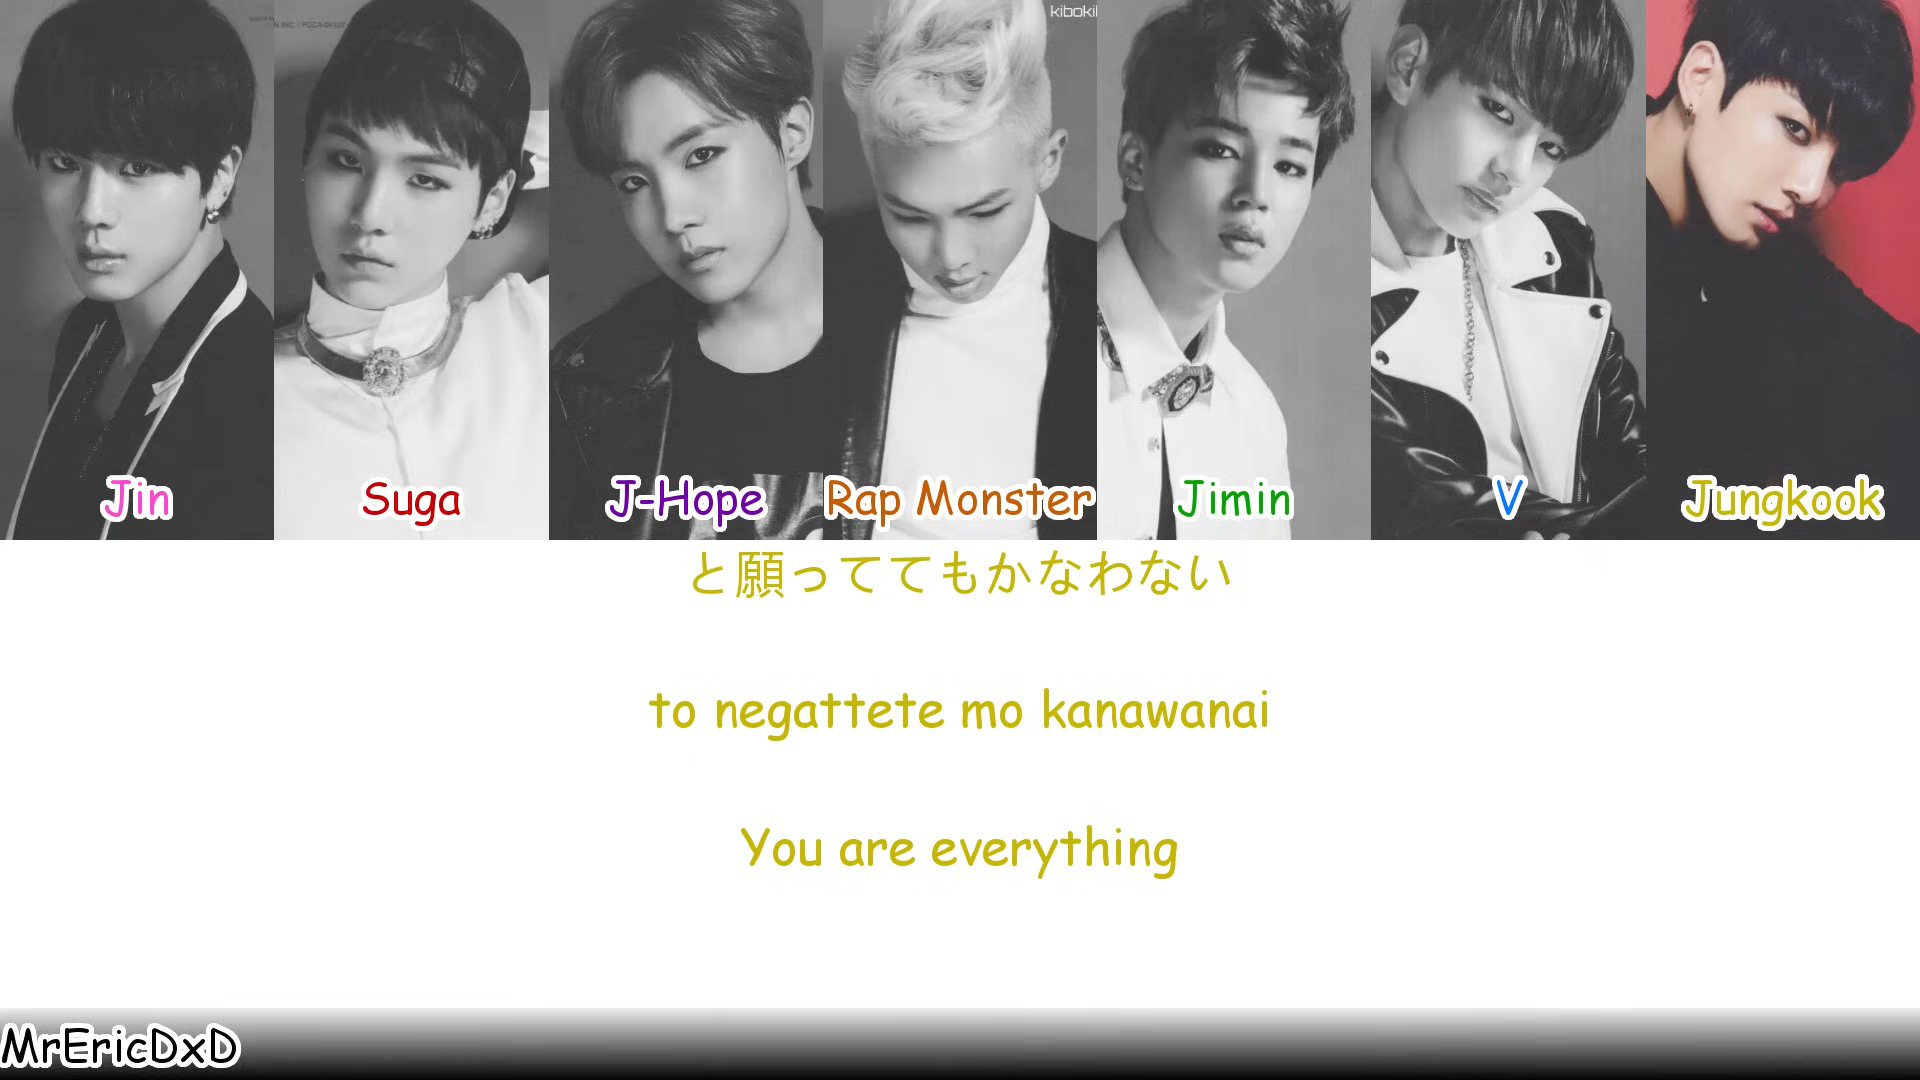 kibokil
Jin
Suga
J-Hope
Rap Monster
Jimin
V
Jungkook
と願っててもかなわない
to negattete mo kanawanai
You are everything
MrEricDxD